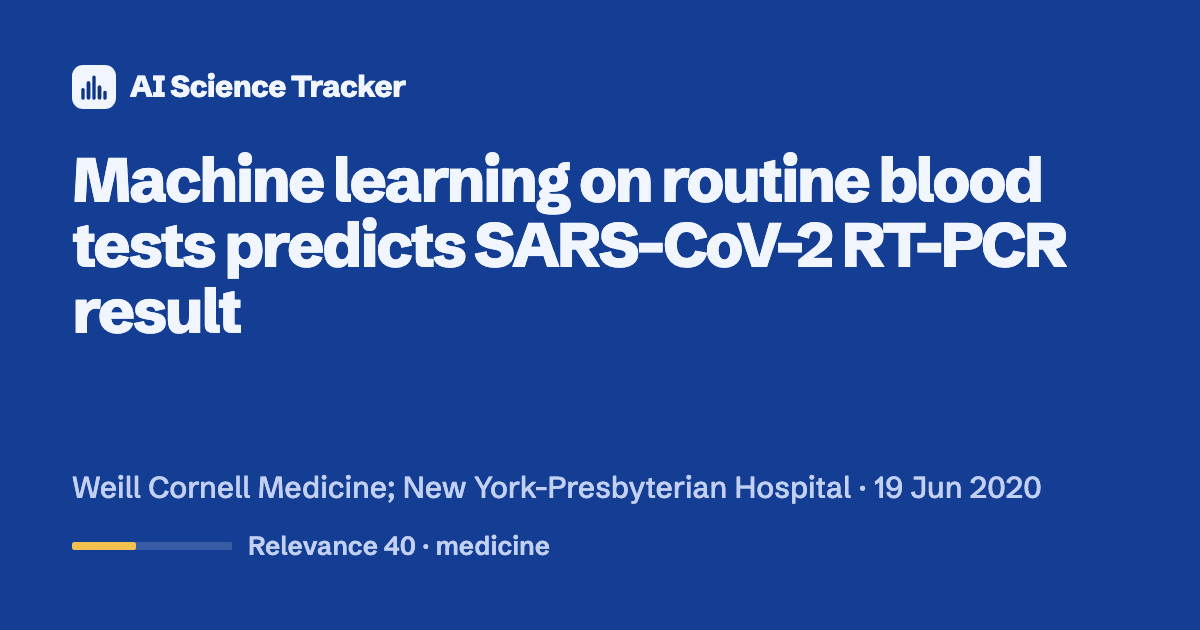 AI Science Tracker
Machine learning on routine blood
tests predicts SARS-CoV-2 RT-PCR
result
Weill Cornell Medicine; New York-Presbyterian Hospital · 19 Jun 2020
Relevance 40 · medicine